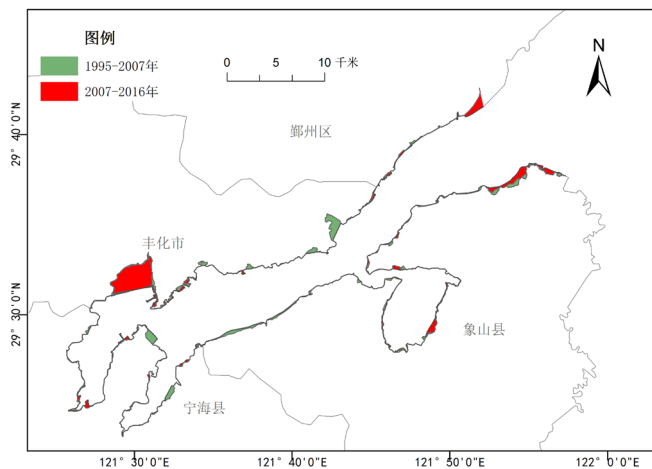 图例
1995-2007年
2007-2016年
0 5 10 千米
N
鄞州区
丰化市
象山县
宁海县
29° 40'0"N
29° 30'0"N
121° 30'0"E
121° 40'0"E
121° 50'0"E
122° 0'0"E